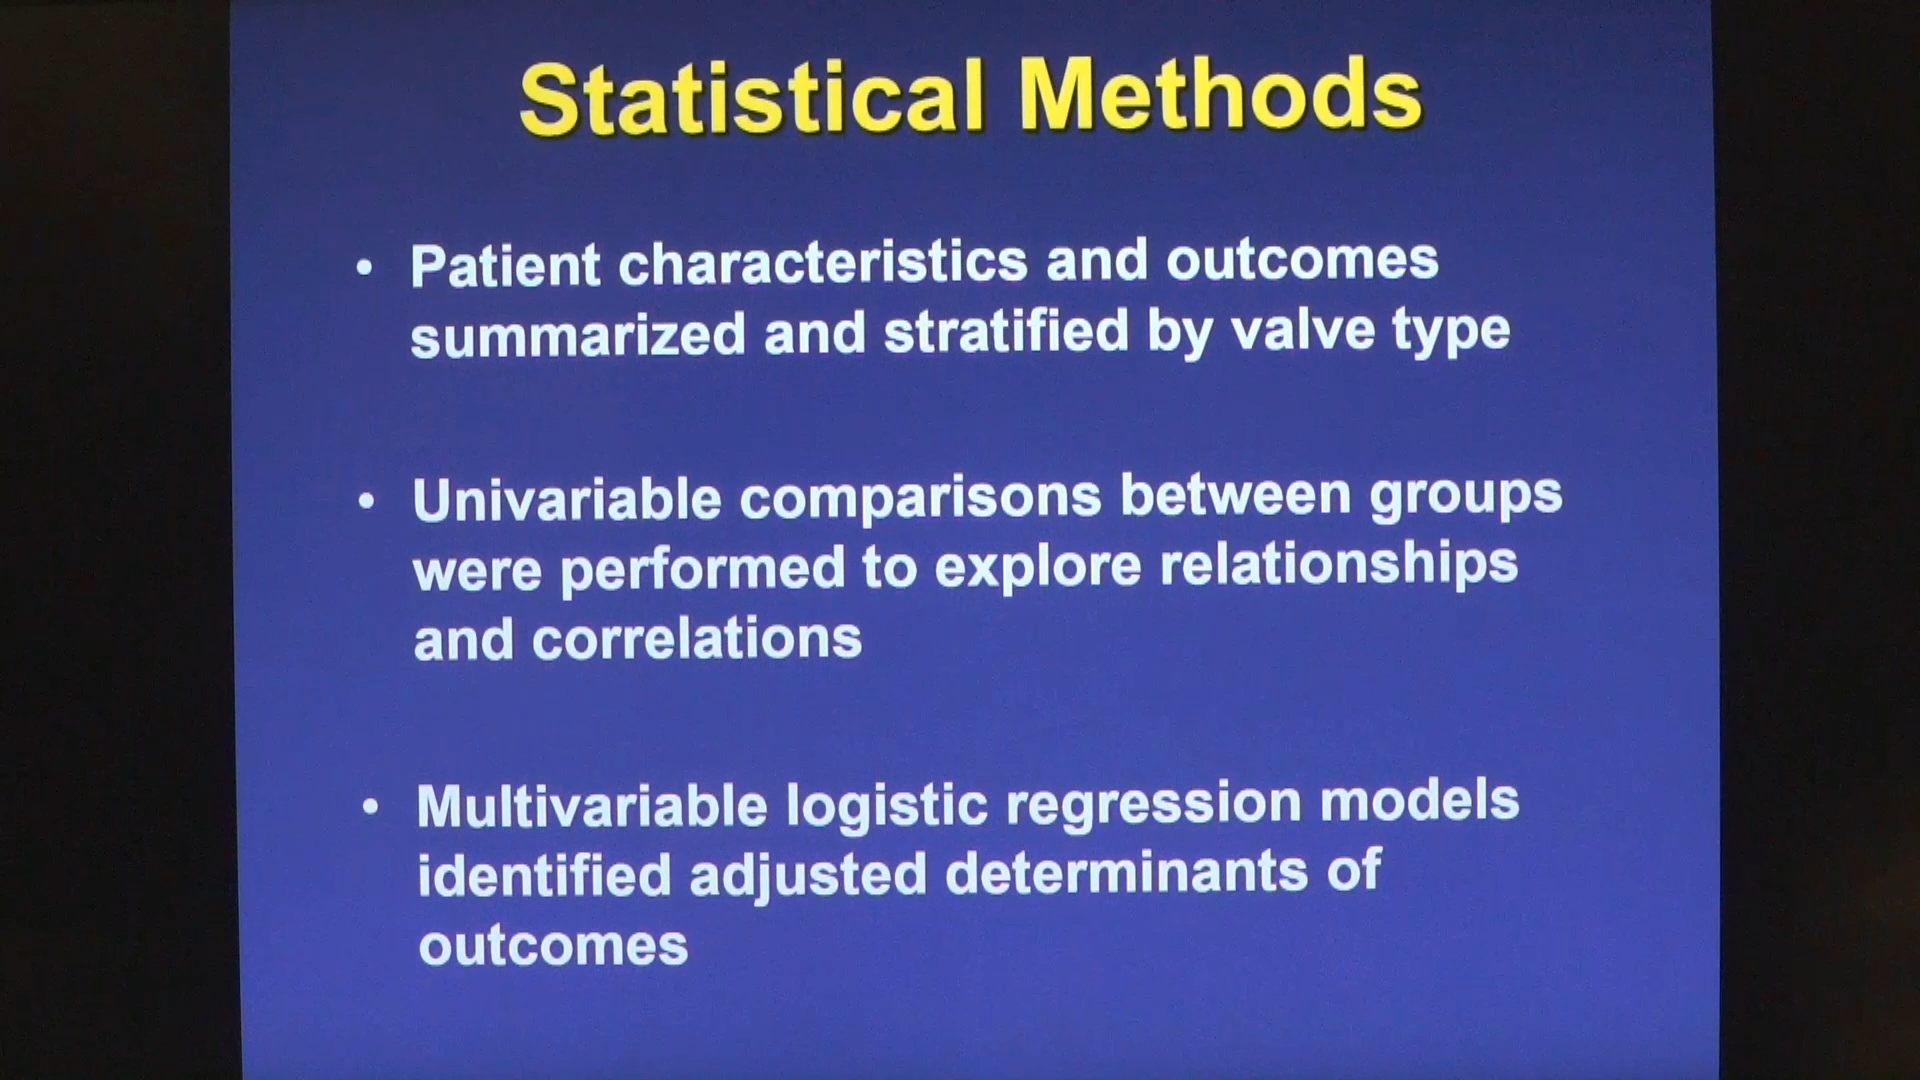 Statistical Methods
• Patient characteristics and outcomes
summarized and stratified by valve type
• Univariable comparisons between groups
were performed to explore relationships
and correlations
• Multivariable logistic regression models
identified adjusted determinants of
outcomes